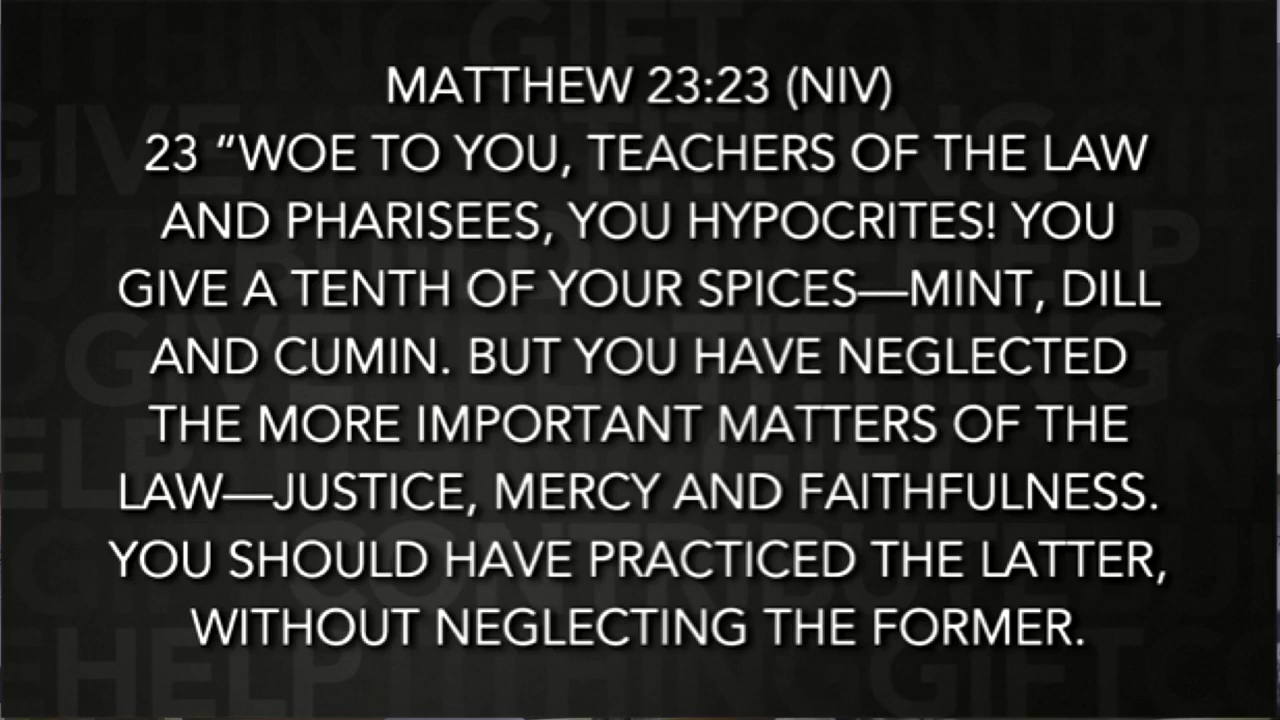 MATTHEW 23:23 (NIV)
23 “WOE TO YOU, TEACHERS OF THE LAW
AND PHARISEES, YOU HYPOCRITES! YOU
GIVE A TENTH OF YOUR SPICES—MINT, DILL
AND CUMIN. BUT YOU HAVE NEGLECTED
THE MORE IMPORTANT MATTERS OF THE
LAW—JUSTICE, MERCY AND FAITHFULNESS.
YOU SHOULD HAVE PRACTICED THE LATTER,
WITHOUT NEGLECTING THE FORMER.